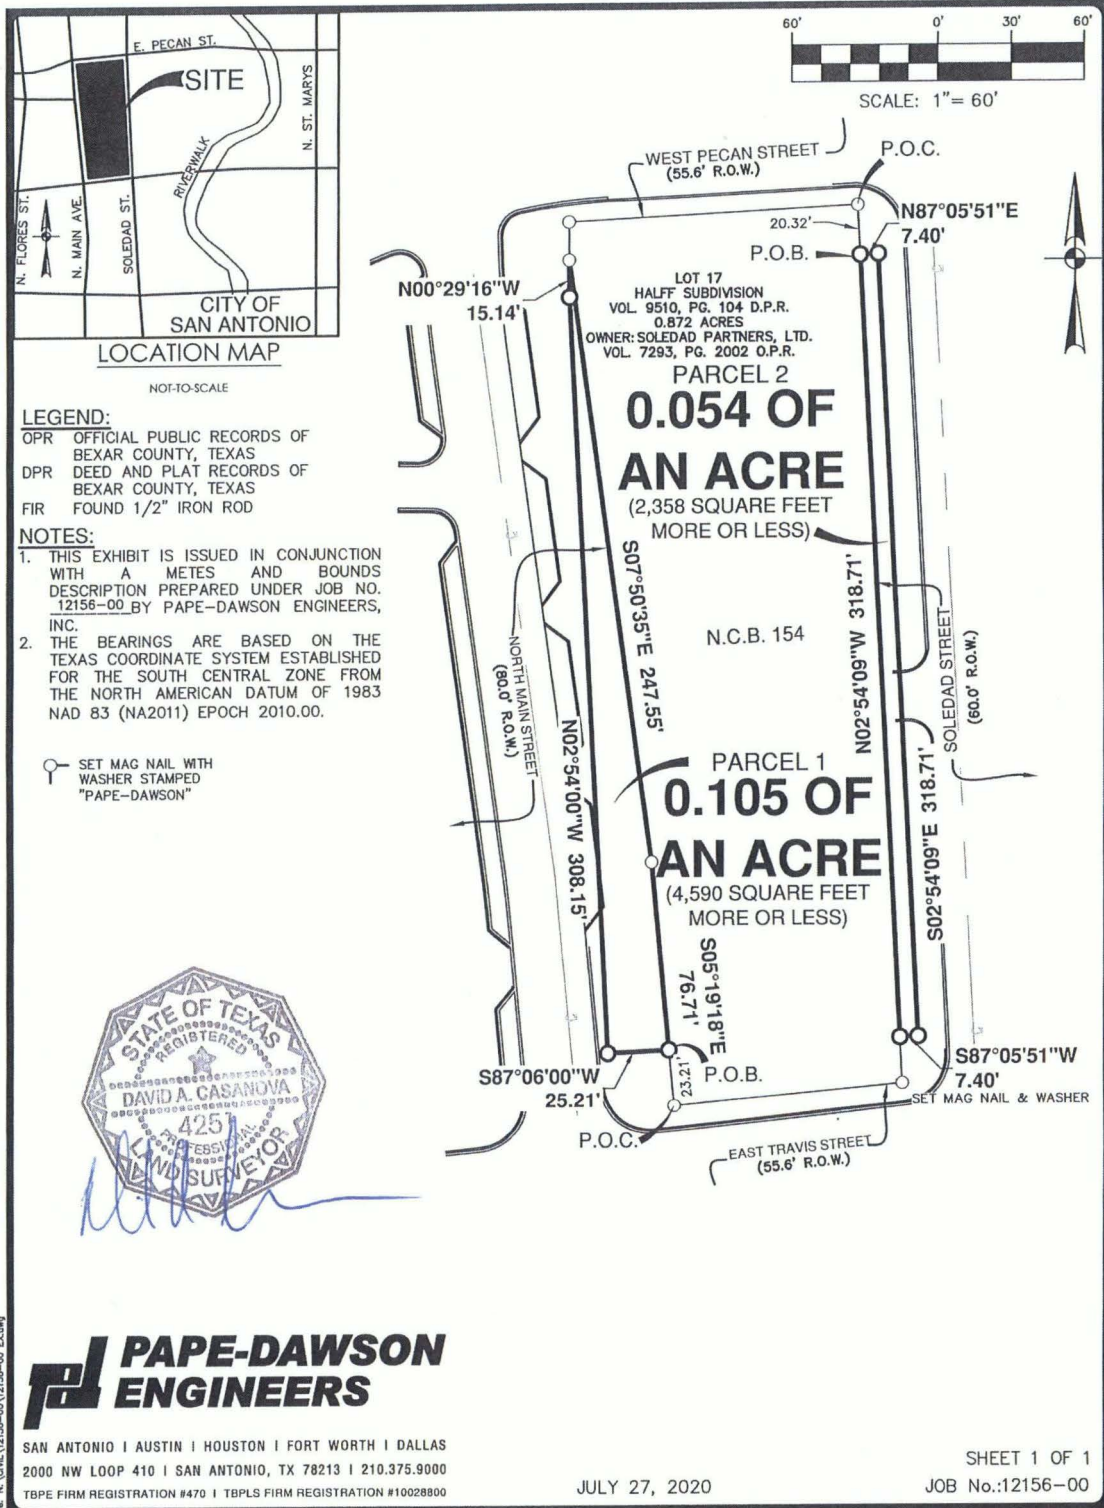 E. PECAN ST.
SITE
N. ST. MARYS
RIVERWALK
N. FLORES ST.
N. MAIN AVE.
SOLEDAD ST.
CITY OF
SAN ANTONIO
LOCATION MAP
NOT-TO-SCALE
LEGEND:
OPR OFFICIAL PUBLIC RECORDS OF
BEXAR COUNTY, TEXAS
DPR DEED AND PLAT RECORDS OF
BEXAR COUNTY, TEXAS
FIR FOUND 1/2" IRON ROD
NOTES:
1. THIS EXHIBIT IS ISSUED IN CONJUNCTION
WITH A METES AND BOUNDS
DESCRIPTION PREPARED UNDER JOB NO.
12156-00 BY PAPE-DAWSON ENGINEERS,
INC.
2. THE BEARINGS ARE BASED ON THE
TEXAS COORDINATE SYSTEM ESTABLISHED
FOR THE SOUTH CENTRAL ZONE FROM
THE NORTH AMERICAN DATUM OF 1983
NAD 83 (NA2011) EPOCH 2010.00.
SET MAG NAIL WITH
WASHER STAMPED
"PAPE-DAWSON"
60' 0' 30' 60'
SCALE: 1"= 60'
WEST PECAN STREET
(55.6' R.O.W.)
P.O.C.
20.32'
N87°05'51"E
7.40'
P.O.B.
N00°29'16"W
15.14'
LOT 17
HALFF SUBDIVISION
VOL. 9510, PG. 104 D.P.R.
0.872 ACRES
OWNER: SOLEDAD PARTNERS, LTD.
VOL. 7293, PG. 2002 O.P.R.
PARCEL 2
0.054 OF
AN ACRE
(2,358 SQUARE FEET
MORE OR LESS)
S07°50'35"E 247.55'
N02°54'09"W 318.71'
N.C.B. 154
NORTH MAIN STREET
(80.0' R.O.W.)
SOLEDAD STREET
(60.0' R.O.W.)
N02°54'00"W 308.15'
S02°54'09"E 318.71'
PARCEL 1
0.105 OF
AN ACRE
(4,590 SQUARE FEET
MORE OR LESS)
S05°19'18"E
76.71'
S87°06'00"W
25.21'
23.21'
P.O.B.
P.O.C.
S87°05'51"W
7.40'
SET MAG NAIL & WASHER
EAST TRAVIS STREET
(55.6' R.O.W.)
STATE OF TEXAS
REGISTERED
DAVID A. CASANOVA
4251
PROFESSIONAL
LAND SURVEYOR
PAPE-DAWSON
ENGINEERS
SAN ANTONIO I AUSTIN I HOUSTON I FORT WORTH I DALLAS
2000 NW LOOP 410 I SAN ANTONIO, TX 78213 I 210.375.9000
TBPE FIRM REGISTRATION #470 I TBPLS FIRM REGISTRATION #10028800
JULY 27, 2020
SHEET 1 OF 1
JOB No.:12156-00